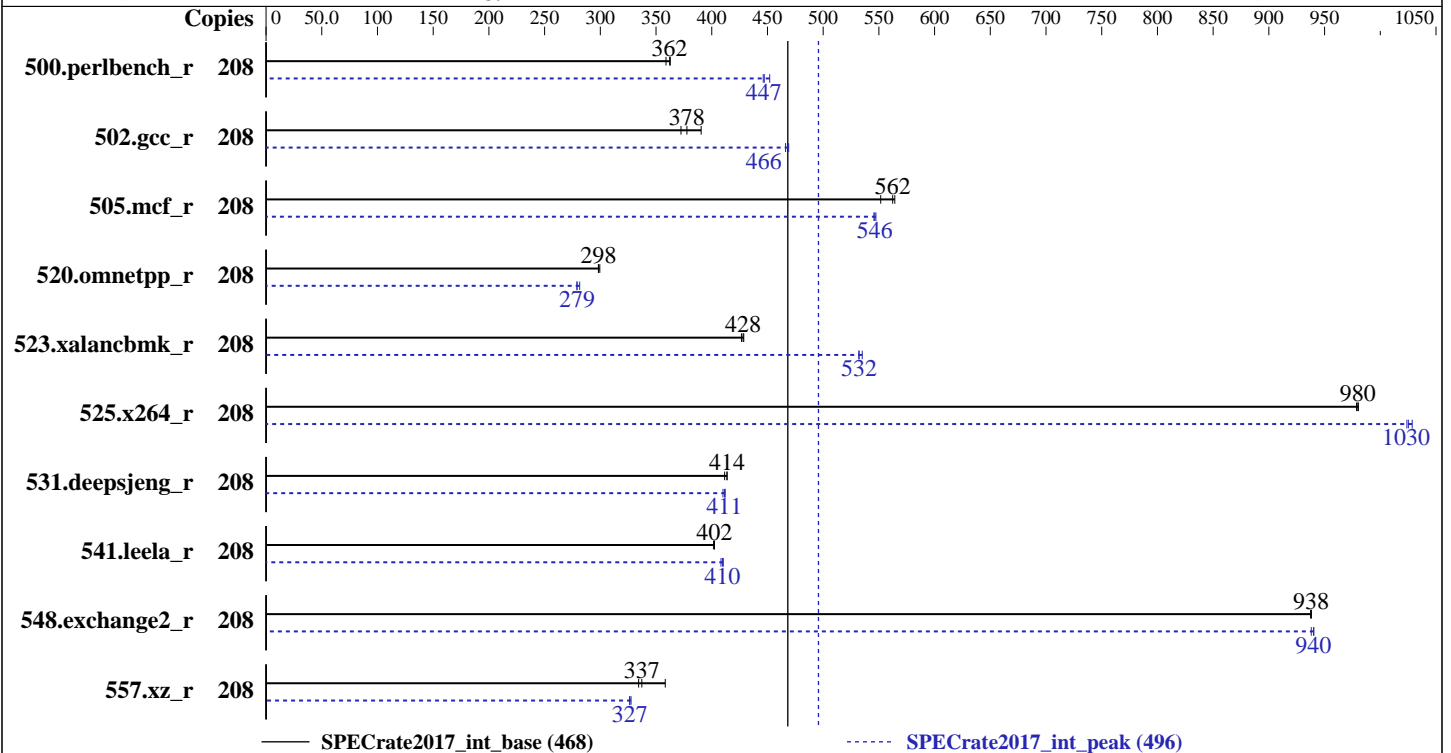 Copies 0 50.0 100 150 200 250 300 350 400 450 500 550 600 650 700 750 800 850 900 950 1050
362
500.perlbench_r 208
447
378
502.gcc_r 208
466
562
505.mcf_r 208
546
298
520.omnetpp_r 208
279
428
523.xalancbmk_r 208
532
980
525.x264_r 208
1030
414
531.deepsjeng_r 208
411
402
541.leela_r 208
410
938
548.exchange2_r 208
940
337
557.xz_r 208
327
SPECrate2017_int_base (468) SPECrate2017_int_peak (496)